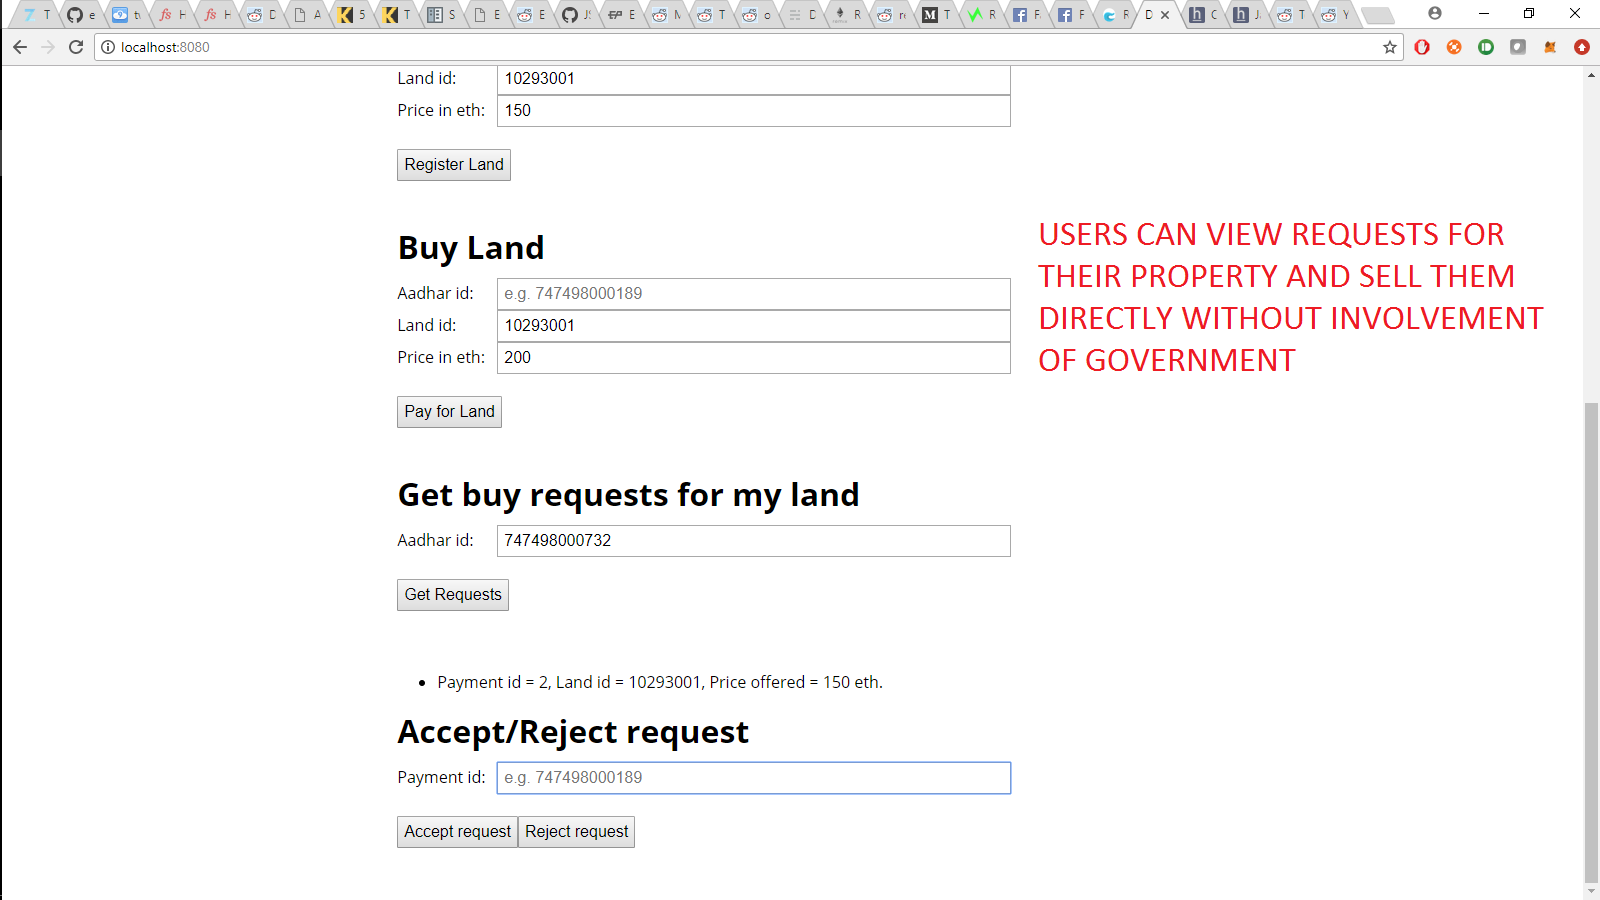 localhost:8080
Land id: 10293001
Price in eth: 150
Register Land
Buy Land
Aadhar id: e.g. 747498000189
Land id: 10293001
Price in eth: 200
Pay for Land
USERS CAN VIEW REQUESTS FOR
THEIR PROPERTY AND SELL THEM
DIRECTLY WITHOUT INVOLVEMENT
OF GOVERNMENT
Get buy requests for my land
Aadhar id: 747498000732
Get Requests
Payment id = 2, Land id = 10293001, Price offered = 150 eth.
Accept/Reject request
Payment id: e.g. 747498000189
Accept request Reject request